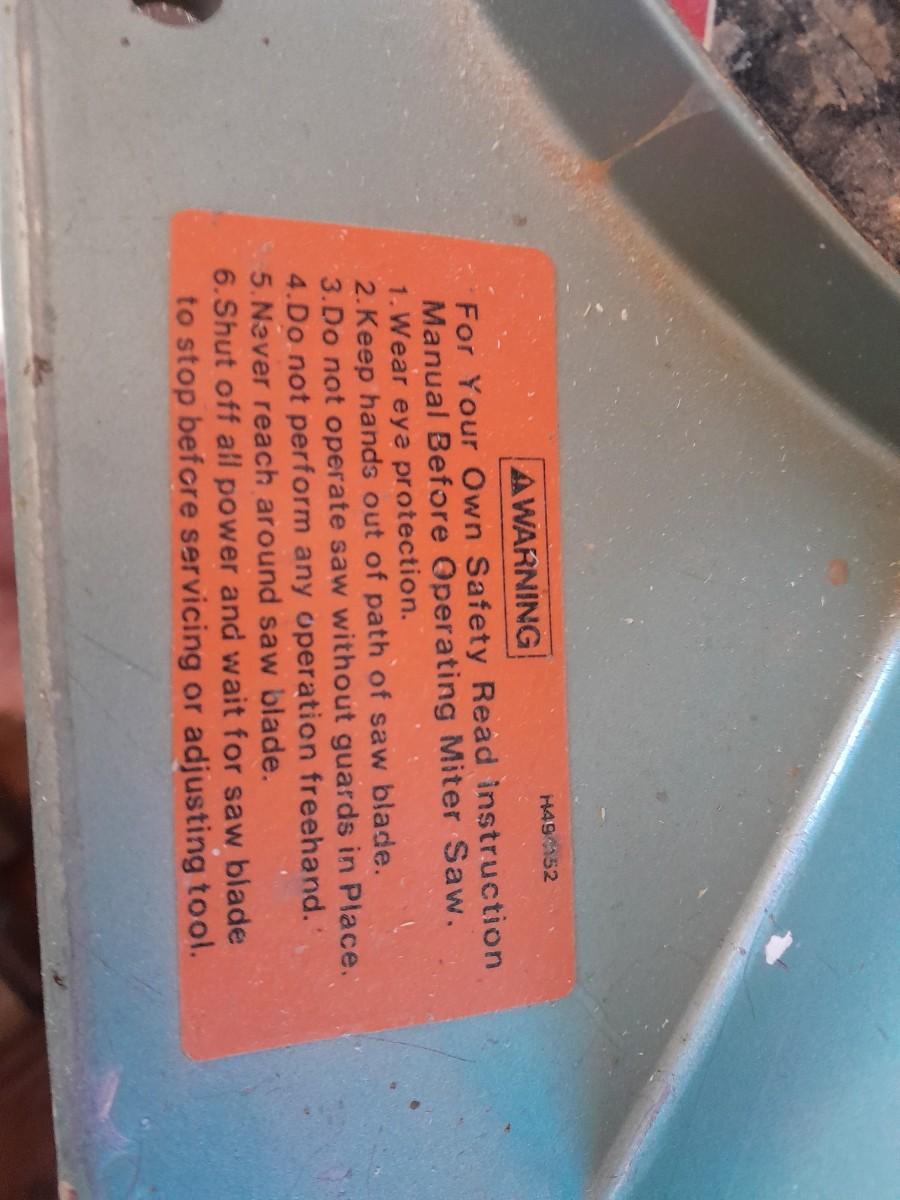 ⚠WARNING
For Your Own Safety Read instruction
Manual Before Operating Miter Saw.
1.Wear eye protection.
2.Keep hands out of path of saw blade.
3.Do not operate saw without guards in Place.
4.Do not perform any operation freehand.
5.Never reach around saw blade.
6.Shut off all power and wait for saw blade
to stop before servicing or adjusting tool.